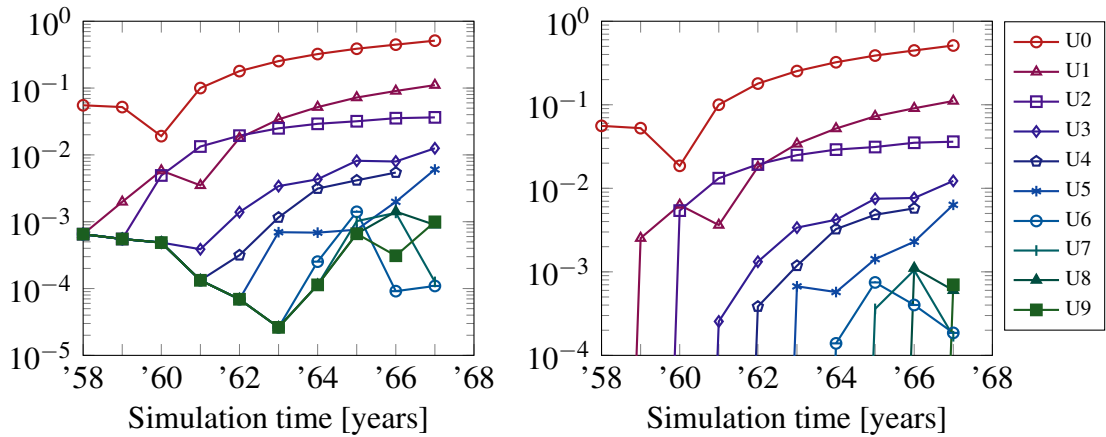 10^0
10^-1
10^-2
10^-3
10^-4
10^-5
'58 '60 '62 '64 '66 '68
Simulation time [years]
10^0
10^-1
10^-2
10^-3
10^-4
'58 '60 '62 '64 '66 '68
Simulation time [years]
U0
U1
U2
U3
U4
U5
U6
U7
U8
U9